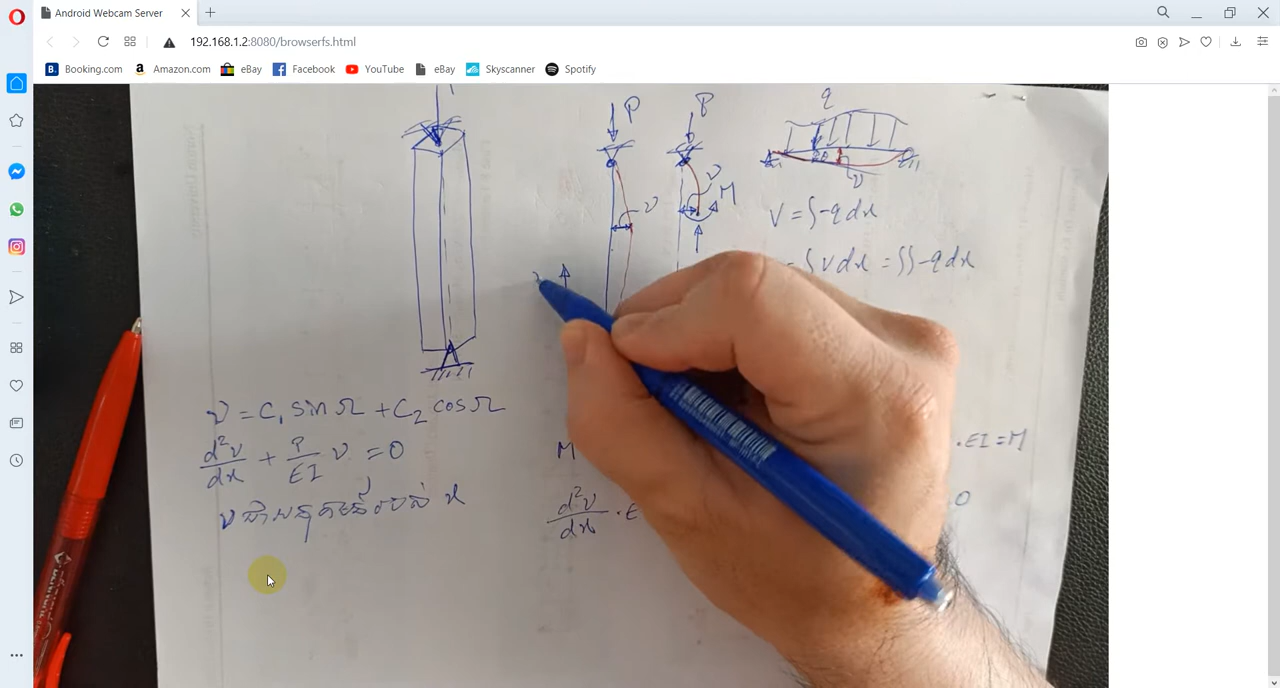 Android Webcam Server
192.168.1.2:8080/browserfs.html
Booking.com Amazon.com eBay Facebook YouTube eBay Skyscanner Spotify
P P q
v v M v
V = ∫-q dx
= ∫V dx = ∫∫-q dx
v = C₁ sin Ω + C₂ cos Ω
d²v/dx + P/EI v = 0
· EI = M
M
d²v/dx · E
0